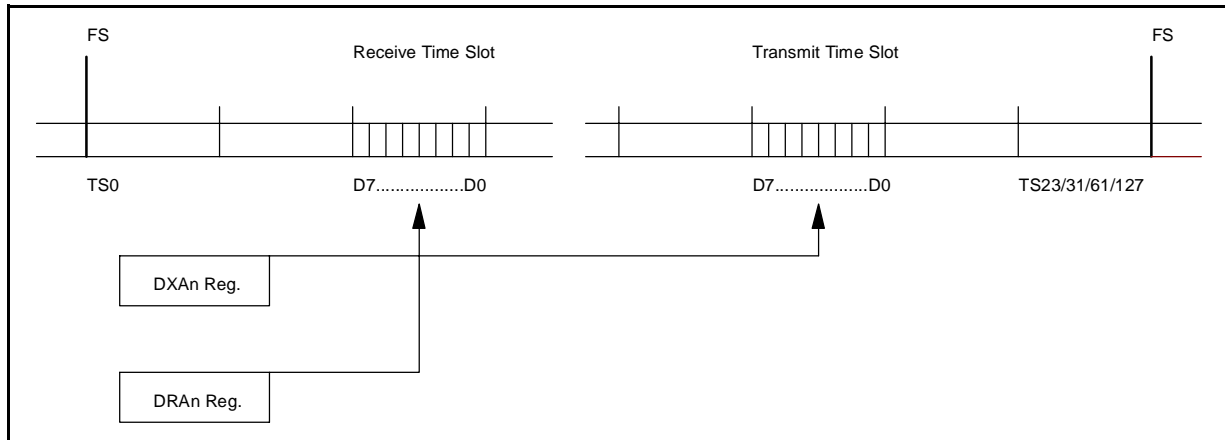 FS
FS
Receive Time Slot
Transmit Time Slot
TS0
D7..................D0
D7...................D0
TS23/31/61/127
DXAn Reg.
DRAn Reg.